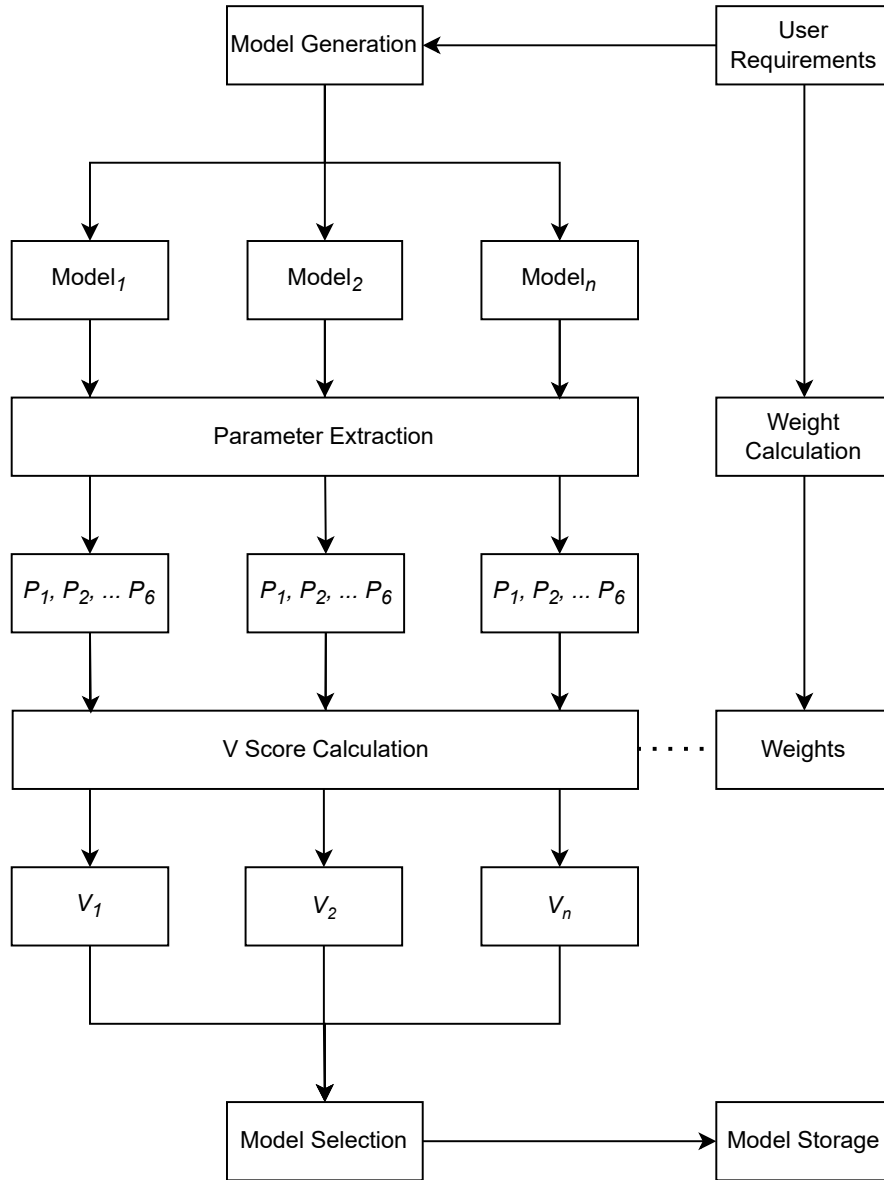 Model Generation
User
Requirements
Model1
Model2
Modeln
Parameter Extraction
Weight
Calculation
P1, P2, ... P6
P1, P2, ... P6
P1, P2, ... P6
V Score Calculation
Weights
V1
V2
Vn
Model Selection
Model Storage